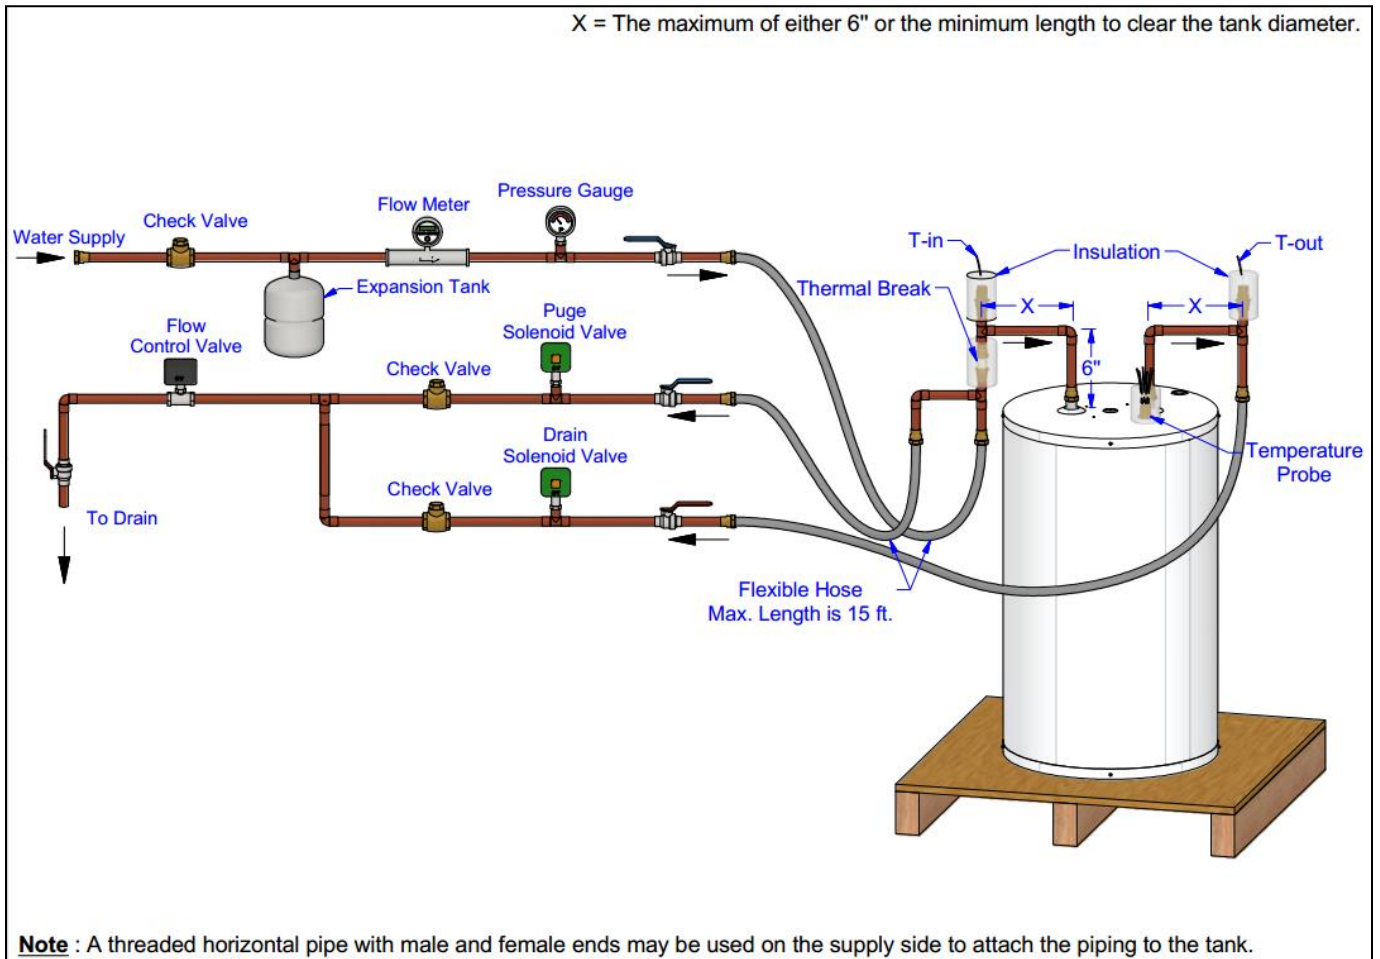 X = The maximum of either 6" or the minimum length to clear the tank diameter.
Pressure Gauge
Flow Meter
Check Valve
Water Supply
T-in
Insulation
T-out
Thermal Break
Expansion Tank
X
X
Puge
Solenoid Valve
Flow
Control Valve
6"
Check Valve
Drain
Solenoid Valve
Temperature
Probe
Check Valve
To Drain
Flexible Hose
Max. Length is 15 ft.
Note : A threaded horizontal pipe with male and female ends may be used on the supply side to attach the piping to the tank.